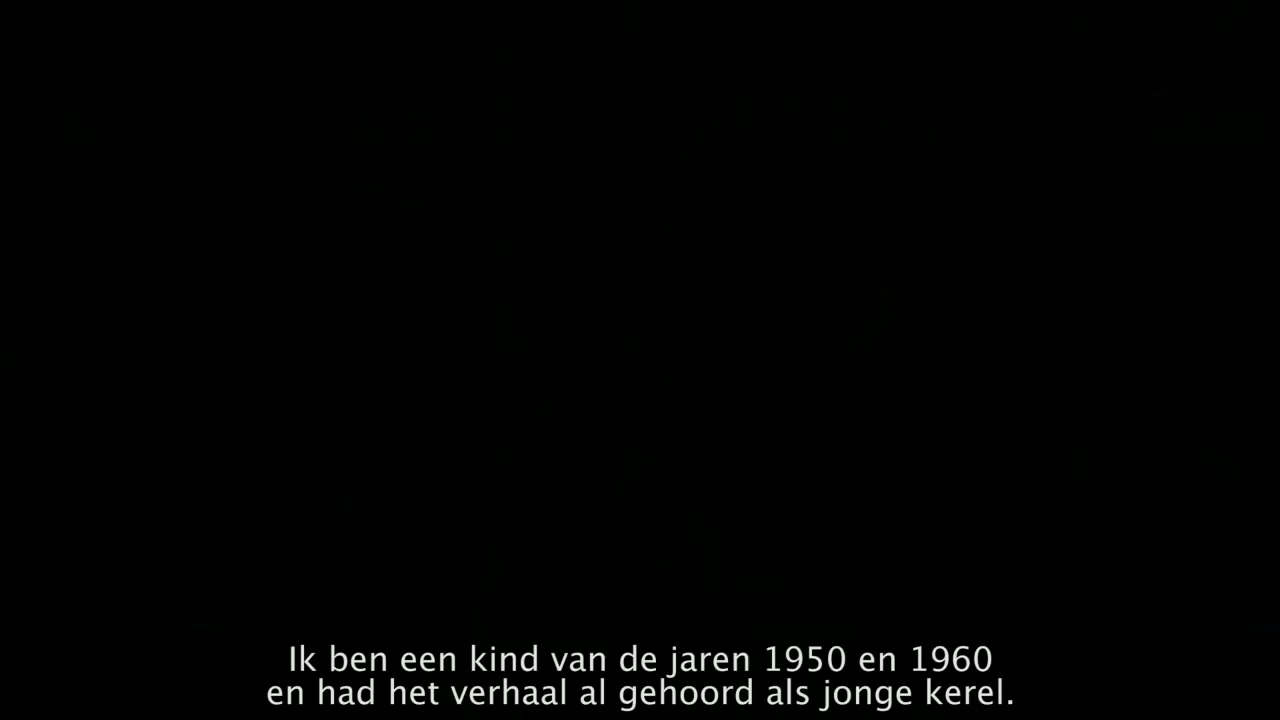 Ik ben een kind van de jaren 1950 en 1960
en had het verhaal al gehoord als jonge kerel.